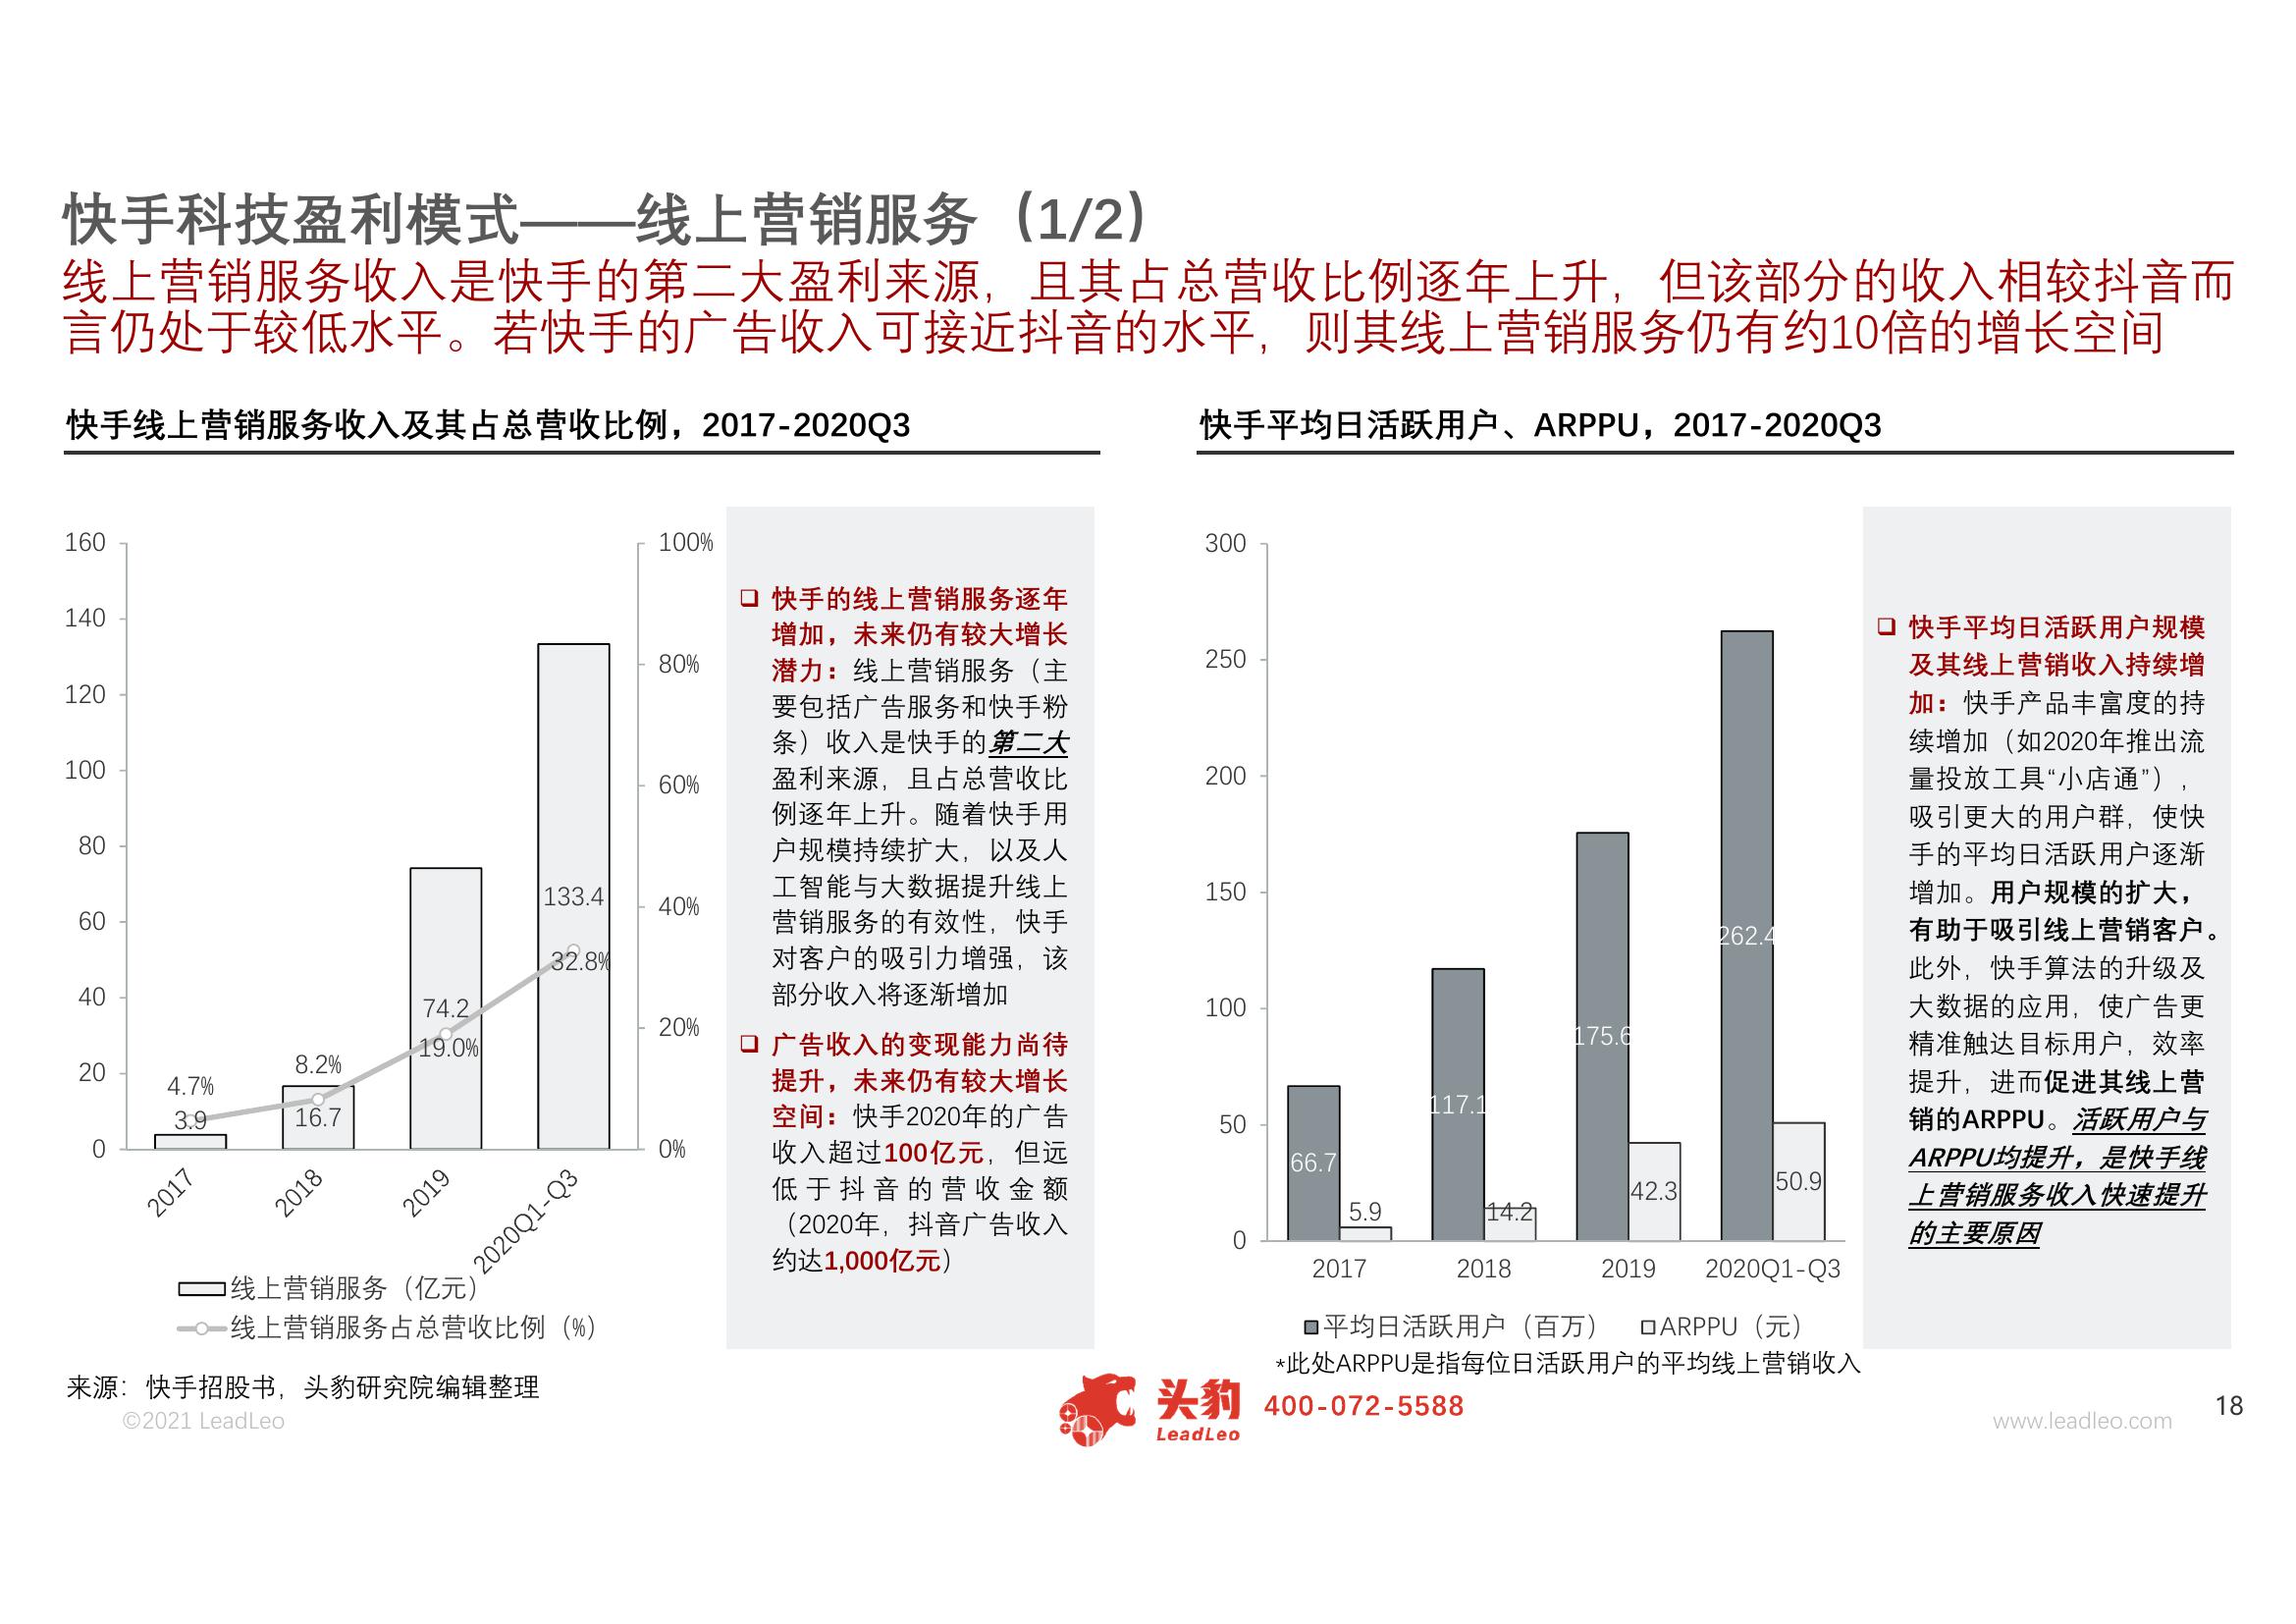 快手科技盈利模式——线上营销服务（1/2）
线上营销服务收入是快手的第二大盈利来源，且其占总营收比例逐年上升，但该部分的收入相较抖音而
言仍处于较低水平。若快手的广告收入可接近抖音的水平，则其线上营销服务仍有约10倍的增长空间
快手线上营销服务收入及其占总营收比例，2017-2020Q3
160
140
120
100
80
60
40
20
0
100%
80%
60%
40%
20%
0%
4.7%
3.9
8.2%
16.7
74.2
19.0%
133.4
32.8%
2017
2018
2019
2020Q1-Q3
线上营销服务（亿元）
线上营销服务占总营收比例（%）
❑ 快手的线上营销服务逐年
增加，未来仍有较大增长
潜力：线上营销服务（主
要包括广告服务和快手粉
条）收入是快手的第二大
盈利来源，且占总营收比
例逐年上升。随着快手用
户规模持续扩大，以及人
工智能与大数据提升线上
营销服务的有效性，快手
对客户的吸引力增强，该
部分收入将逐渐增加
❑ 广告收入的变现能力尚待
提升，未来仍有较大增长
空间：快手2020年的广告
收入超过100亿元，但远
低于抖音的营收金额
（2020年，抖音广告收入
约达1,000亿元）
快手平均日活跃用户、ARPPU，2017-2020Q3
300
250
200
150
100
50
0
66.7
5.9
117.1
14.2
175.6
42.3
262.4
50.9
2017
2018
2019
2020Q1-Q3
平均日活跃用户（百万）
ARPPU（元）
*此处ARPPU是指每位日活跃用户的平均线上营销收入
❑ 快手平均日活跃用户规模
及其线上营销收入持续增
加：快手产品丰富度的持
续增加（如2020年推出流
量投放工具“小店通”），
吸引更大的用户群，使快
手的平均日活跃用户逐渐
增加。用户规模的扩大，
有助于吸引线上营销客户。
此外，快手算法的升级及
大数据的应用，使广告更
精准触达目标用户，效率
提升，进而促进其线上营
销的ARPPU。活跃用户与
ARPPU均提升，是快手线
上营销服务收入快速提升
的主要原因
来源：快手招股书，头豹研究院编辑整理
©2021 LeadLeo
头豹
LeadLeo
400-072-5588
www.leadleo.com
18